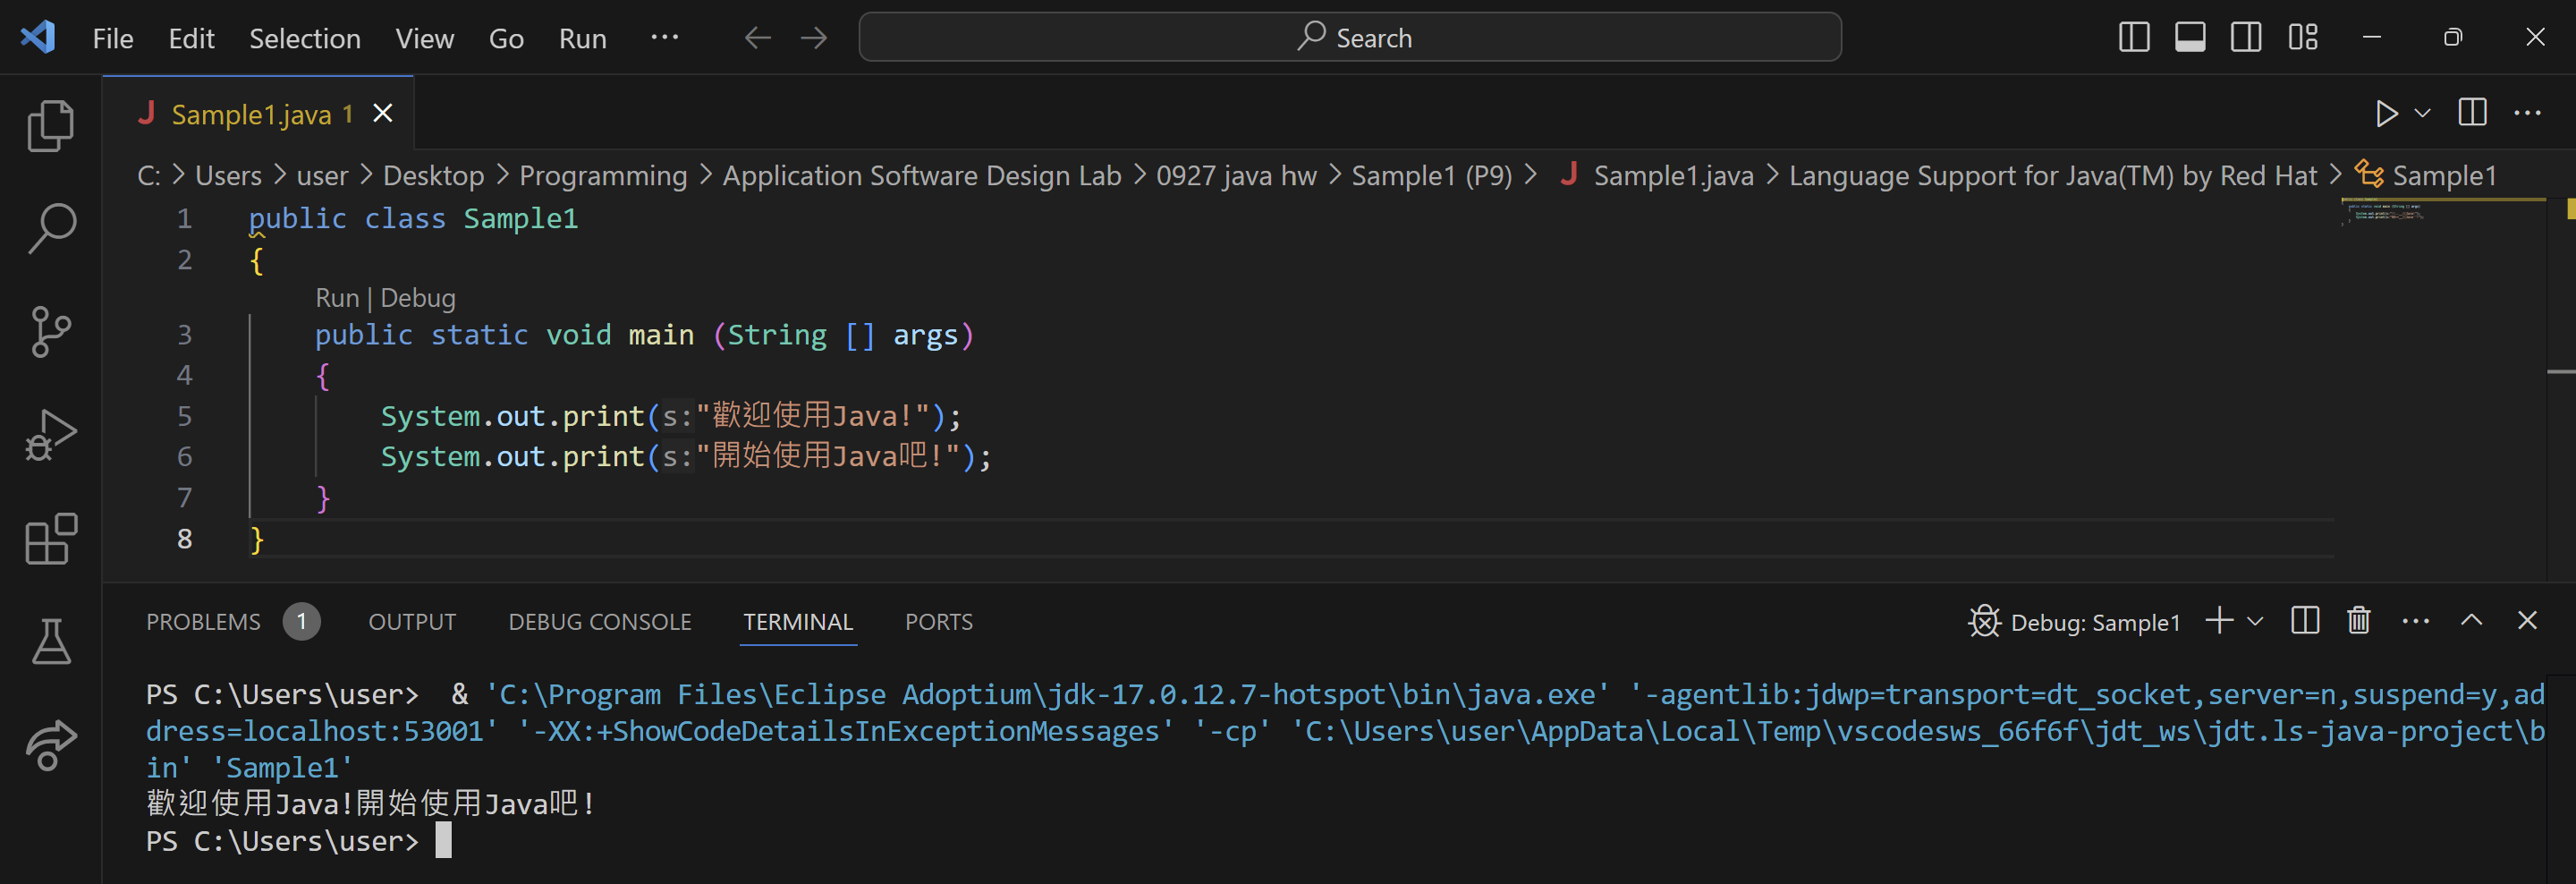 File Edit Selection View Go Run ··· Search
Sample1.java 1
C: > Users > user > Desktop > Programming > Application Software Design Lab > 0927 java hw > Sample1 (P9) > Sample1.java > Language Support for Java(TM) by Red Hat > Sample1
1 public class Sample1
2 {
Run | Debug
3 public static void main (String [] args)
4 {
5 System.out.print(s:"歡迎使用Java!");
6 System.out.print(s:"開始使用Java吧!");
7 }
8 }
PROBLEMS 1 OUTPUT DEBUG CONSOLE TERMINAL PORTS Debug: Sample1
PS C:\Users\user>  & 'C:\Program Files\Eclipse Adoptium\jdk-17.0.12.7-hotspot\bin\java.exe' '-agentlib:jdwp=transport=dt_socket,server=n,suspend=y,ad
dress=localhost:53001' '-XX:+ShowCodeDetailsInExceptionMessages' '-cp' 'C:\Users\user\AppData\Local\Temp\vscodesws_66f6f\jdt_ws\jdt.ls-java-project\b
in' 'Sample1'
歡迎使用Java!開始使用Java吧!
PS C:\Users\user>